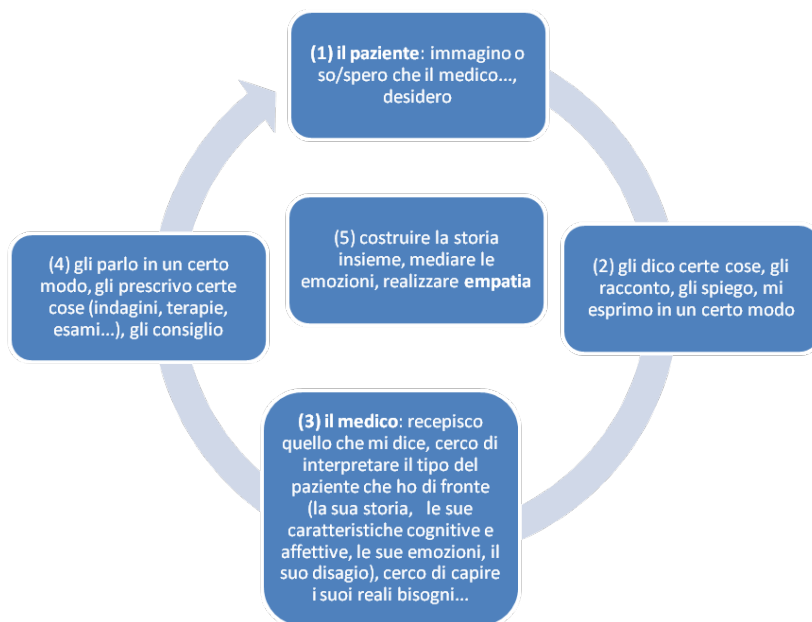 (1) il paziente: immagino o
so/spero che il medico...,
desidero
(5) costruire la storia
insieme, mediare le
emozioni, realizzare empatia
(2) gli dico certe cose, gli
racconto, gli spiego, mi
esprimo in un certo modo
(3) il medico: recepisco
quello che mi dice, cerco di
interpretare il tipo del
paziente che ho di fronte
(la sua storia, le sue
caratteristiche cognitive e
affettive, le sue emozioni, il
suo disagio), cerco di capire
i suoi reali bisogni...
(4) gli parlo in un certo
modo, gli prescrivo certe
cose (indagini, terapie,
esami...), gli consiglio